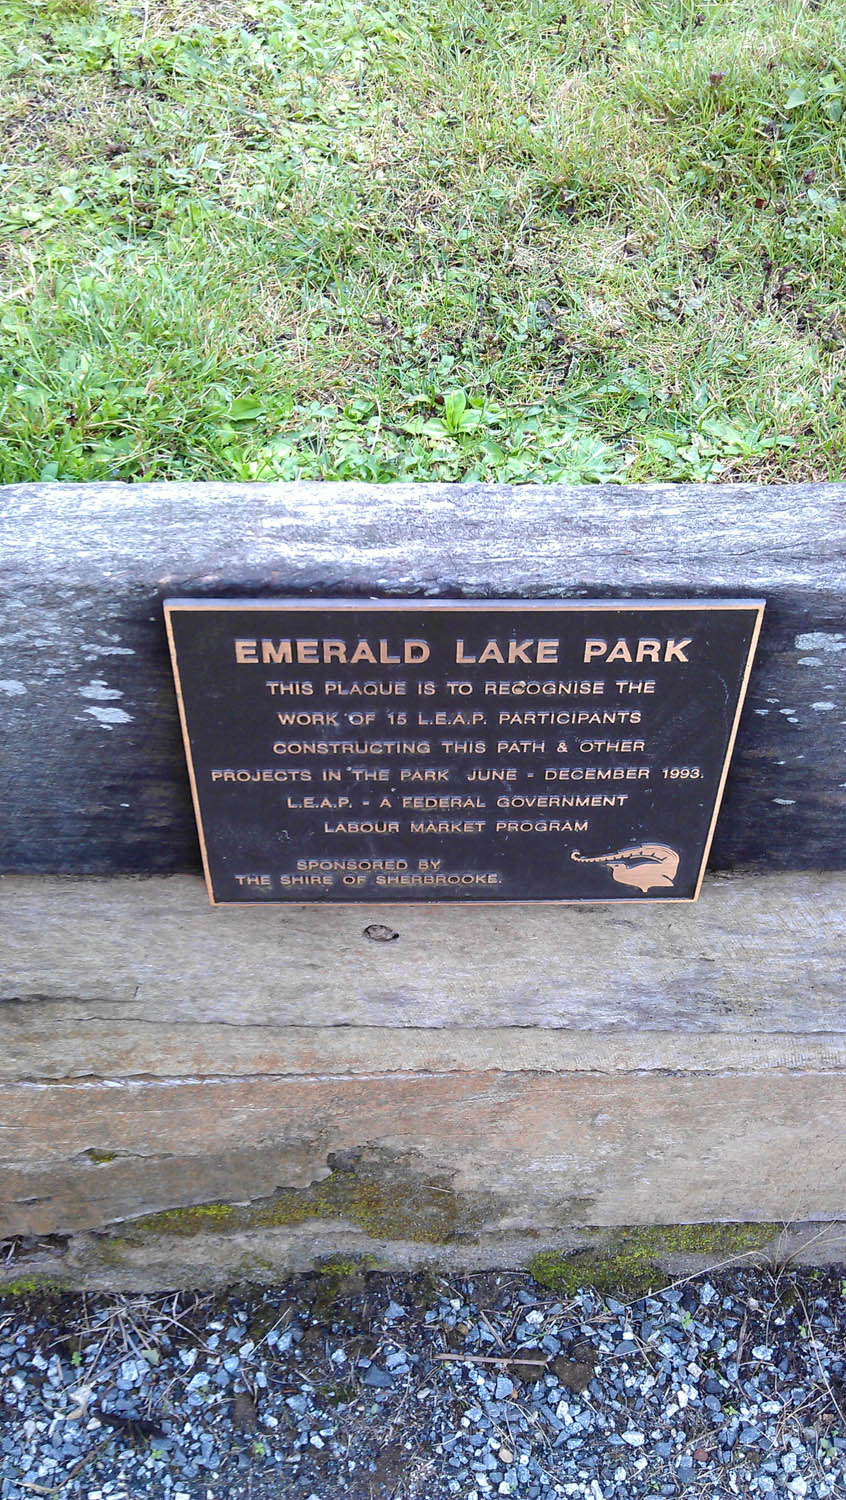 EMERALD LAKE PARK
THIS PLAQUE IS TO RECOGNISE THE
WORK OF 15 L.E.A.P. PARTICIPANTS
CONSTRUCTING THIS PATH & OTHER
PROJECTS IN THE PARK JUNE - DECEMBER 1993.
L.E.A.P. - A FEDERAL GOVERNMENT
LABOUR MARKET PROGRAM
SPONSORED BY
THE SHIRE OF SHERBROOKE.